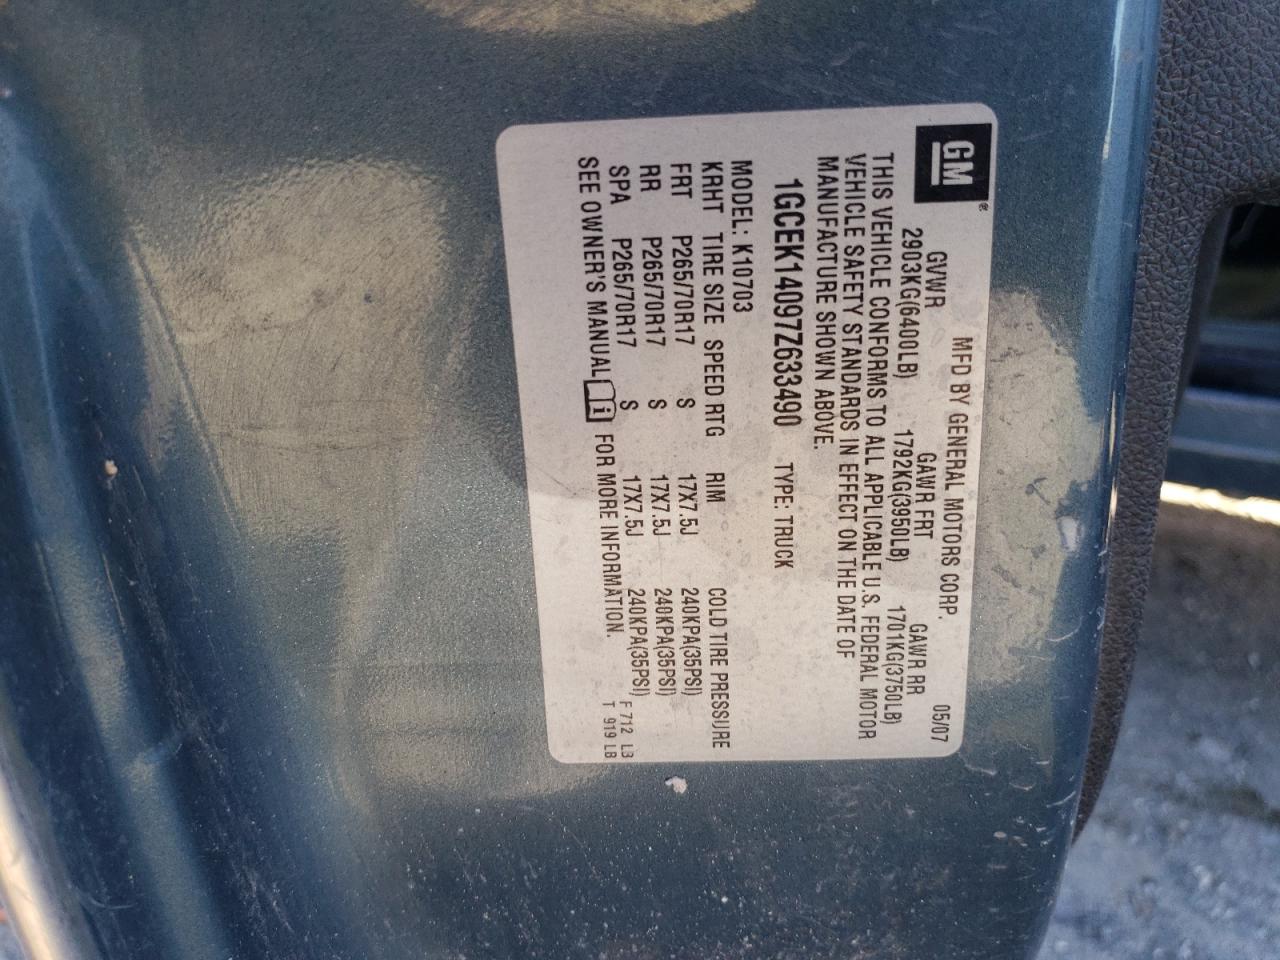 GM®
MFD BY GENERAL MOTORS CORP. 05/07
GVWR GAWR FRT GAWR RR
2903KG(6400LB) 1792KG(3950LB) 1701KG(3750LB)
THIS VEHICLE CONFORMS TO ALL APPLICABLE U.S. FEDERAL MOTOR
VEHICLE SAFETY STANDARDS IN EFFECT ON THE DATE OF
MANUFACTURE SHOWN ABOVE.
1GCEK14097Z633490 TYPE: TRUCK
MODEL: K10703
KRHT TIRE SIZE SPEED RTG RIM COLD TIRE PRESSURE
FRT P265/70R17 S 17X7.5J 240KPA(35PSI)
RR P265/70R17 S 17X7.5J 240KPA(35PSI)
SPA P265/70R17 S 17X7.5J 240KPA(35PSI)
SEE OWNER'S MANUAL i FOR MORE INFORMATION.
F 712 LB
T 919 LB